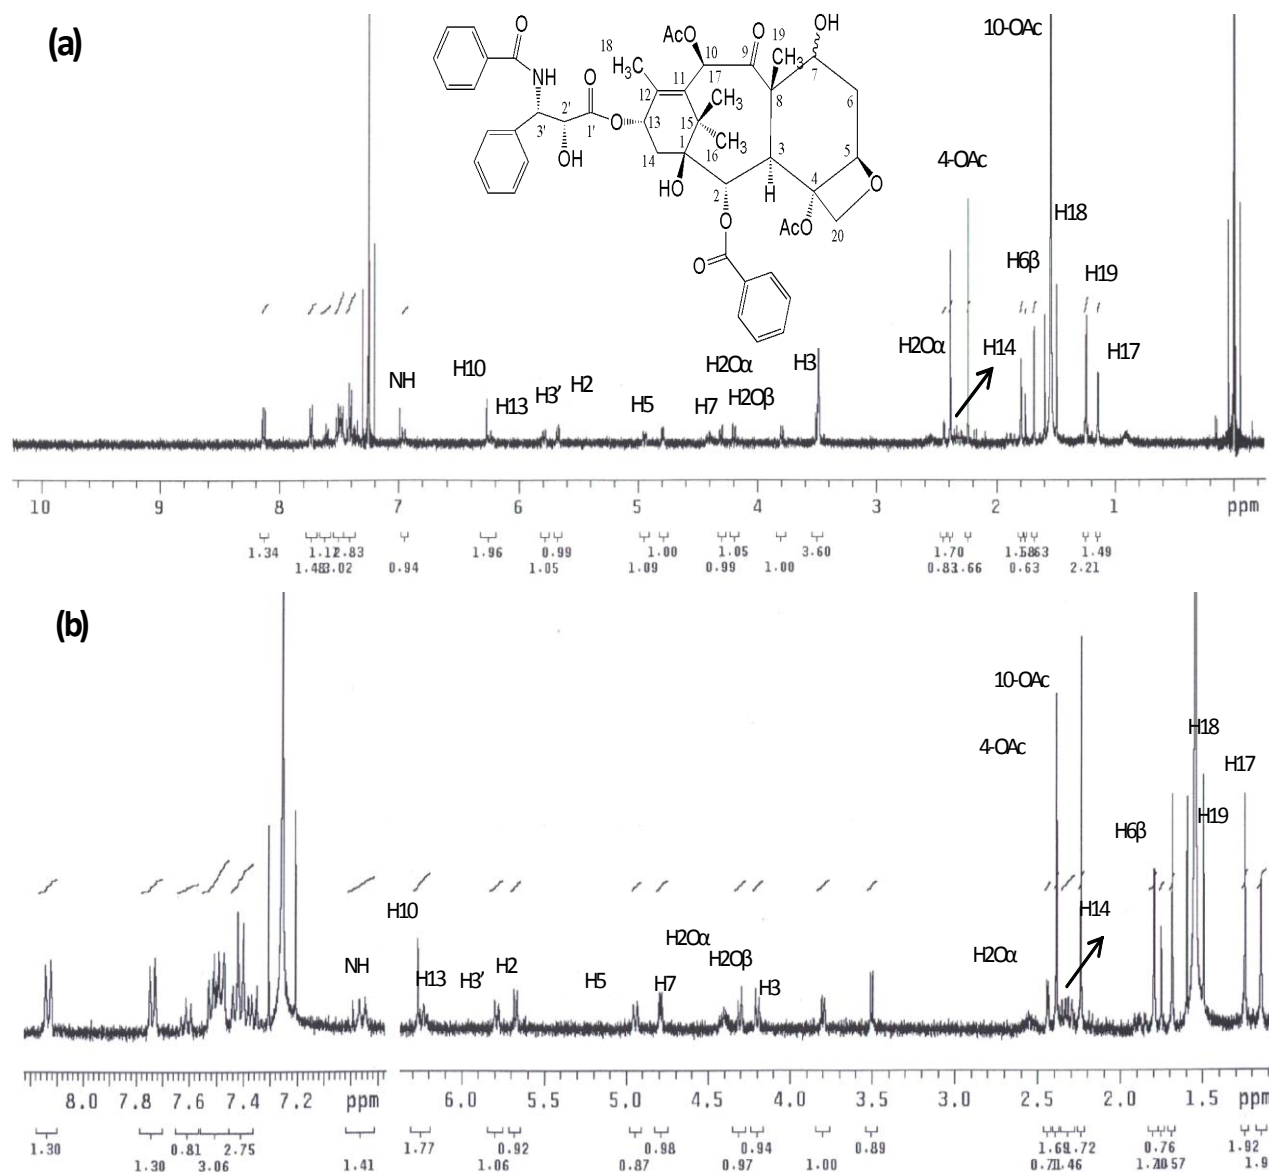 (a)
10-OAc
4-OAc
H18
H6β
H19
H2Oα
H14
H17
H3
H2Oα
H2Oβ
H7
H5
H2
H3'
H13
H10
NH
O
NH
O
O
OH
1'
2'
3'
H₃C
18
AcO
10
O
9
19
CH₃
OH
7
17
11
12
13
14
15
CH₃
CH₃
16
8
6
5
4
3
2
1
HO
H
O
AcO
20
O
O
10 9 8 7 6 5 4 3 2 1 ppm
1.34 1.96 0.99 1.00 1.05 3.60 1.70 1.49
0.94 1.05 1.09 0.99 1.00 0.63 2.21
(b)
10-OAc
4-OAc
H18
H17
H19
H6β
H14
H2Oα
H10
NH
H13
H3'
H2
H5
H2Oα
H7
H2Oβ
H3
8.0 7.8 7.6 7.4 7.2 ppm 6.0 5.5 5.0 4.5 4.0 3.5 3.0 2.5 2.0 1.5 ppm
1.30 0.81 2.75 1.77 0.92 0.98 0.94 0.89 0.76 1.92
1.30 3.06 1.41 1.06 0.87 0.97 1.00